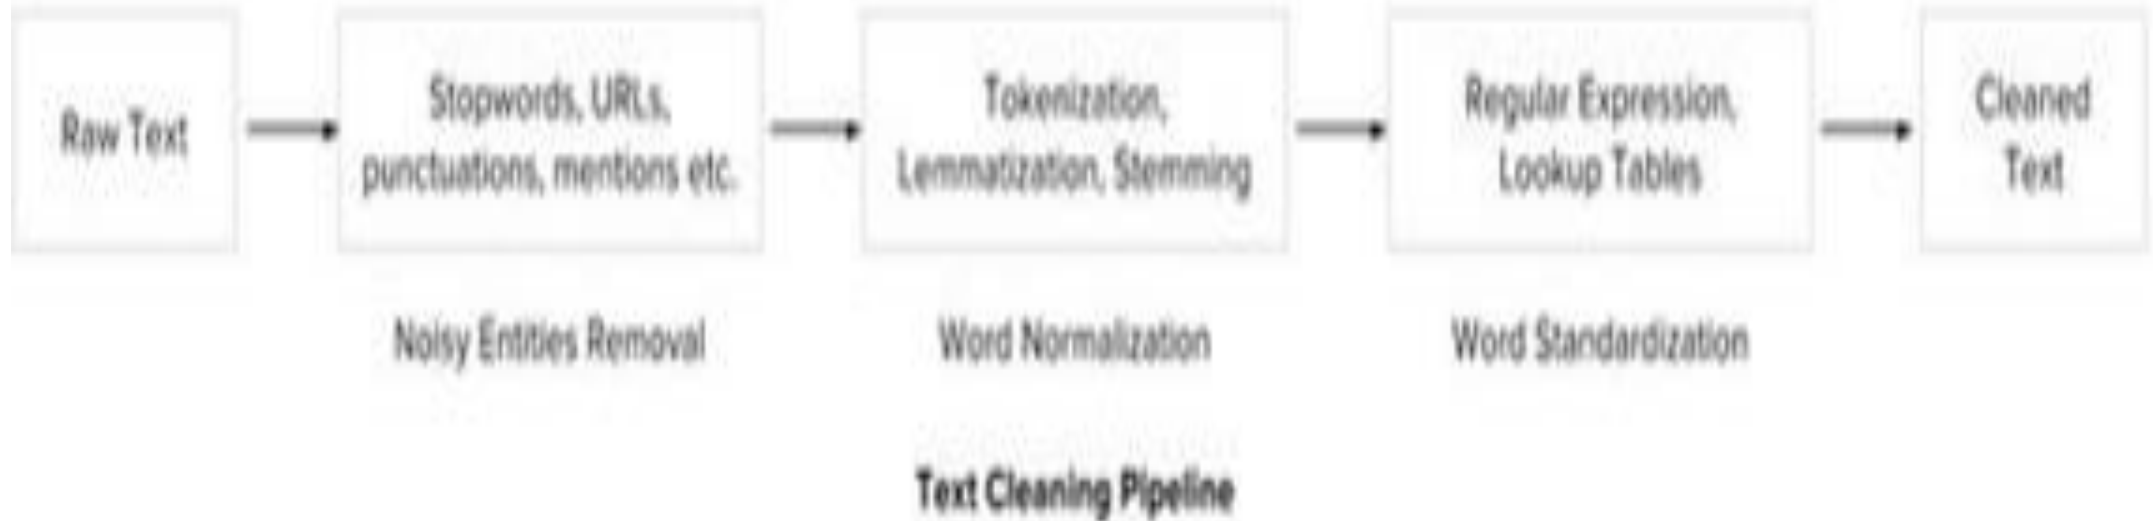 Raw Text
Stopwords, URLs,
punctuations, mentions etc.
Tokenization,
Lemmatization, Stemming
Regular Expression,
Lookup Tables
Cleaned
Text
Noisy Entities Removal
Word Normalization
Word Standardization
Text Cleaning Pipeline